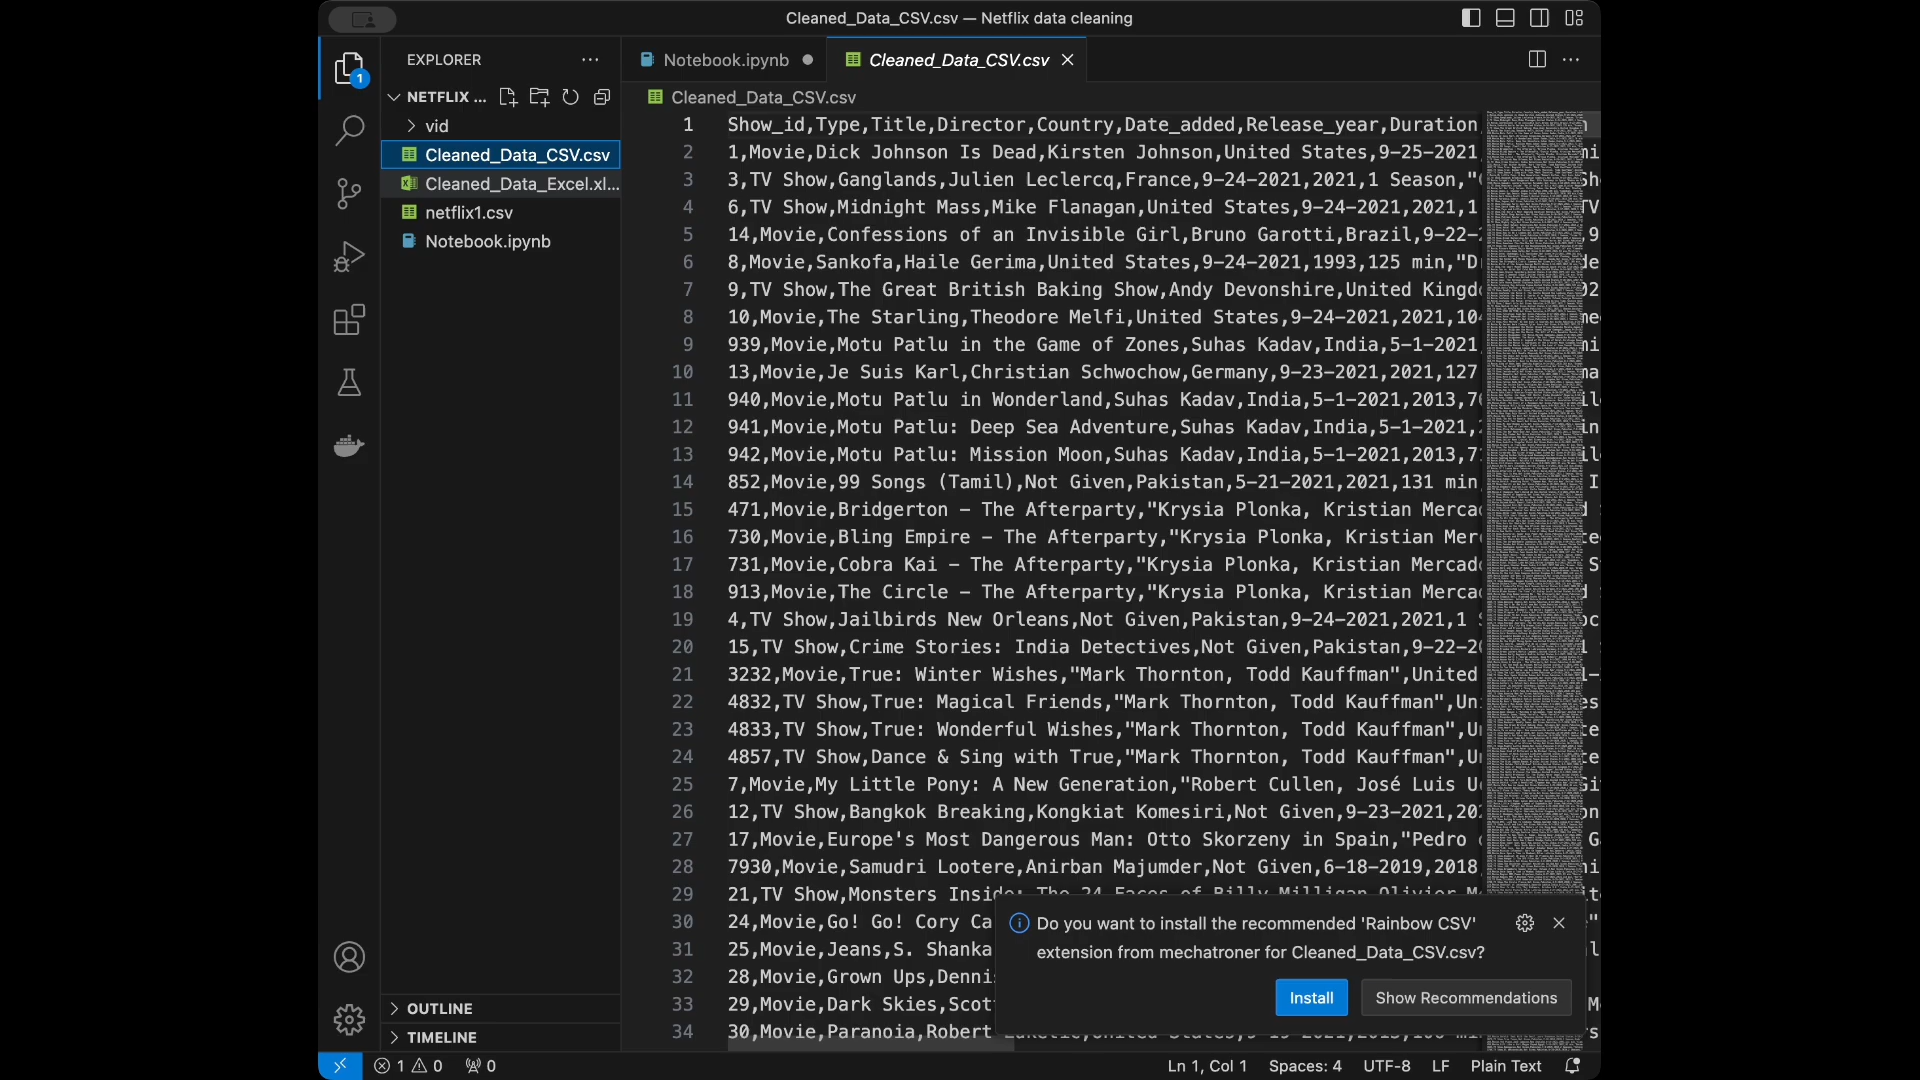 Cleaned_Data_CSV.csv — Netflix data cleaning
EXPLORER
1
NETFLIX ...
vid
Cleaned_Data_CSV.csv
Cleaned_Data_Excel.xl...
netflix1.csv
Notebook.ipynb
OUTLINE
TIMELINE
Notebook.ipynb
Cleaned_Data_CSV.csv
Cleaned_Data_CSV.csv
1 Show_id,Type,Title,Director,Country,Date_added,Release_year,Duration,
2 1,Movie,Dick Johnson Is Dead,Kirsten Johnson,United States,9-25-2021,
3 3,TV Show,Ganglands,Julien Leclercq,France,9-24-2021,2021,1 Season,"
4 6,TV Show,Midnight Mass,Mike Flanagan,United States,9-24-2021,2021,1
5 14,Movie,Confessions of an Invisible Girl,Bruno Garotti,Brazil,9-22-
6 8,Movie,Sankofa,Haile Gerima,United States,9-24-2021,1993,125 min,"D
7 9,TV Show,The Great British Baking Show,Andy Devonshire,United Kingd
8 10,Movie,The Starling,Theodore Melfi,United States,9-24-2021,2021,10
9 939,Movie,Motu Patlu in the Game of Zones,Suhas Kadav,India,5-1-2021,
10 13,Movie,Je Suis Karl,Christian Schwochow,Germany,9-23-2021,2021,127
11 940,Movie,Motu Patlu in Wonderland,Suhas Kadav,India,5-1-2021,2013,7
12 941,Movie,Motu Patlu: Deep Sea Adventure,Suhas Kadav,India,5-1-2021,
13 942,Movie,Motu Patlu: Mission Moon,Suhas Kadav,India,5-1-2021,2013,7
14 852,Movie,99 Songs (Tamil),Not Given,Pakistan,5-21-2021,2021,131 min
15 471,Movie,Bridgerton – The Afterparty,"Krysia Plonka, Kristian Merca
16 730,Movie,Bling Empire – The Afterparty,"Krysia Plonka, Kristian Mer
17 731,Movie,Cobra Kai – The Afterparty,"Krysia Plonka, Kristian Mercad
18 913,Movie,The Circle – The Afterparty,"Krysia Plonka, Kristian Merca
19 4,TV Show,Jailbirds New Orleans,Not Given,Pakistan,9-24-2021,2021,1
20 15,TV Show,Crime Stories: India Detectives,Not Given,Pakistan,9-22-2
21 3232,Movie,True: Winter Wishes,"Mark Thornton, Todd Kauffman",United
22 4832,TV Show,True: Magical Friends,"Mark Thornton, Todd Kauffman",Un
23 4833,TV Show,True: Wonderful Wishes,"Mark Thornton, Todd Kauffman",U
24 4857,TV Show,Dance & Sing with True,"Mark Thornton, Todd Kauffman",U
25 7,Movie,My Little Pony: A New Generation,"Robert Cullen, José Luis U
26 12,TV Show,Bangkok Breaking,Kongkiat Komesiri,Not Given,9-23-2021,20
27 17,Movie,Europe's Most Dangerous Man: Otto Skorzeny in Spain,"Pedro
28 7930,Movie,Samudri Lootere,Anirban Majumder,Not Given,6-18-2019,2018
29 21,TV Show,Monsters Inside: The 24 Faces of Billy Milligan,Olivier M
30 24,Movie,Go! Go! Cory Ca
31 25,Movie,Jeans,S. Shanka
32 28,Movie,Grown Ups,Denni
33 29,Movie,Dark Skies,Scot
34 30,Movie,Paranoia,Robert
Do you want to install the recommended 'Rainbow CSV'
extension from mechatroner for Cleaned_Data_CSV.csv?
Install
Show Recommendations
1 0 0
Ln 1, Col 1 Spaces: 4 UTF-8 LF Plain Text